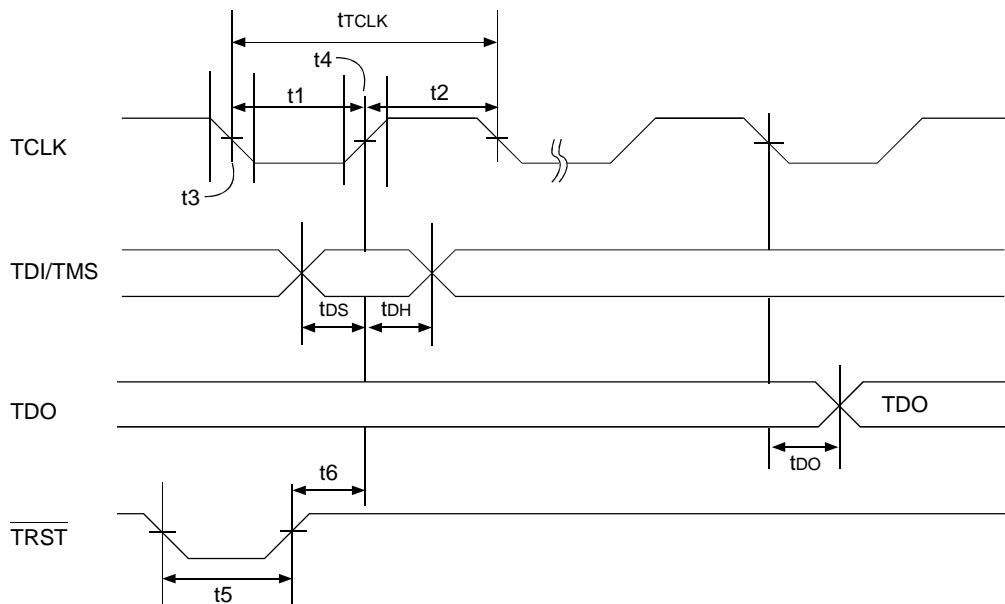 tTCLK
t4
t1
t2
TCLK
t3
TDI/TMS
tDS
tDH
TDO
TDO
tDO
t6
TRST
t5